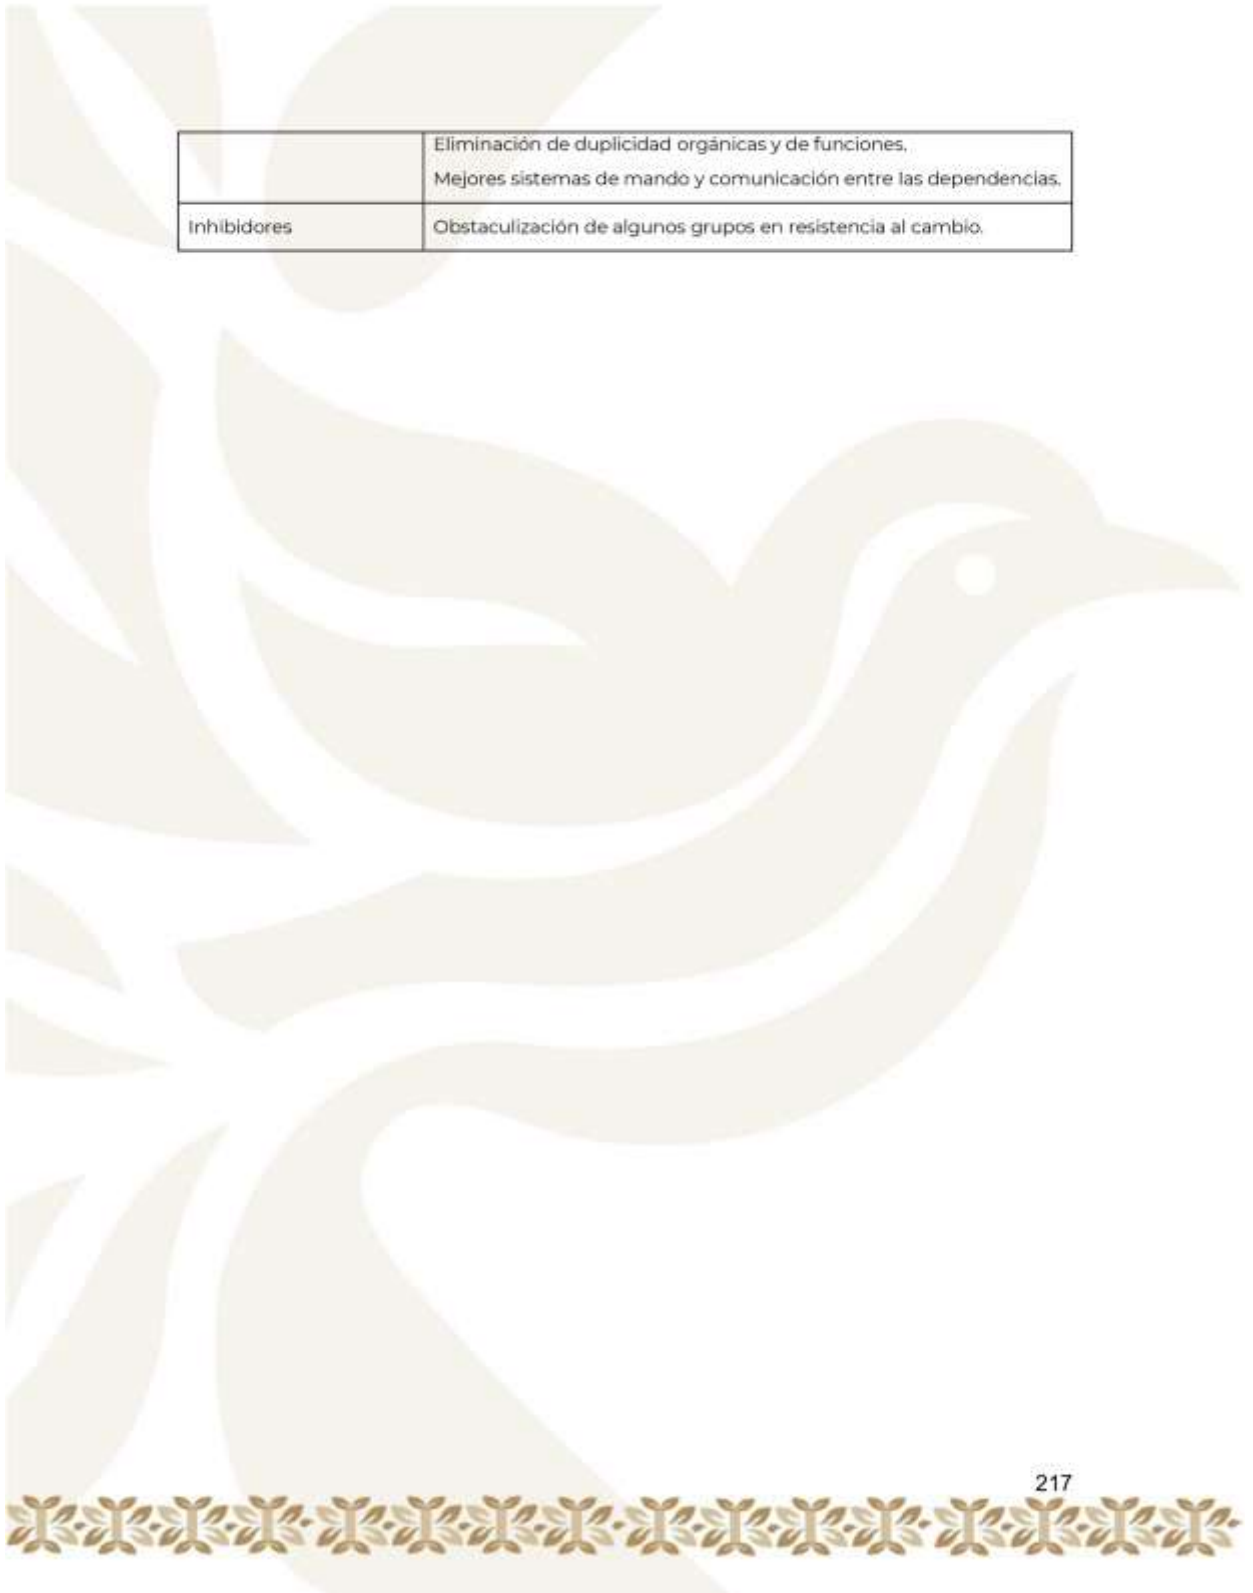 Eliminación de duplicidad orgánicas y de funciones.
Mejores sistemas de mando y comunicación entre las dependencias.
Inhibidores
Obstaculización de algunos grupos en resistencia al cambio.
217